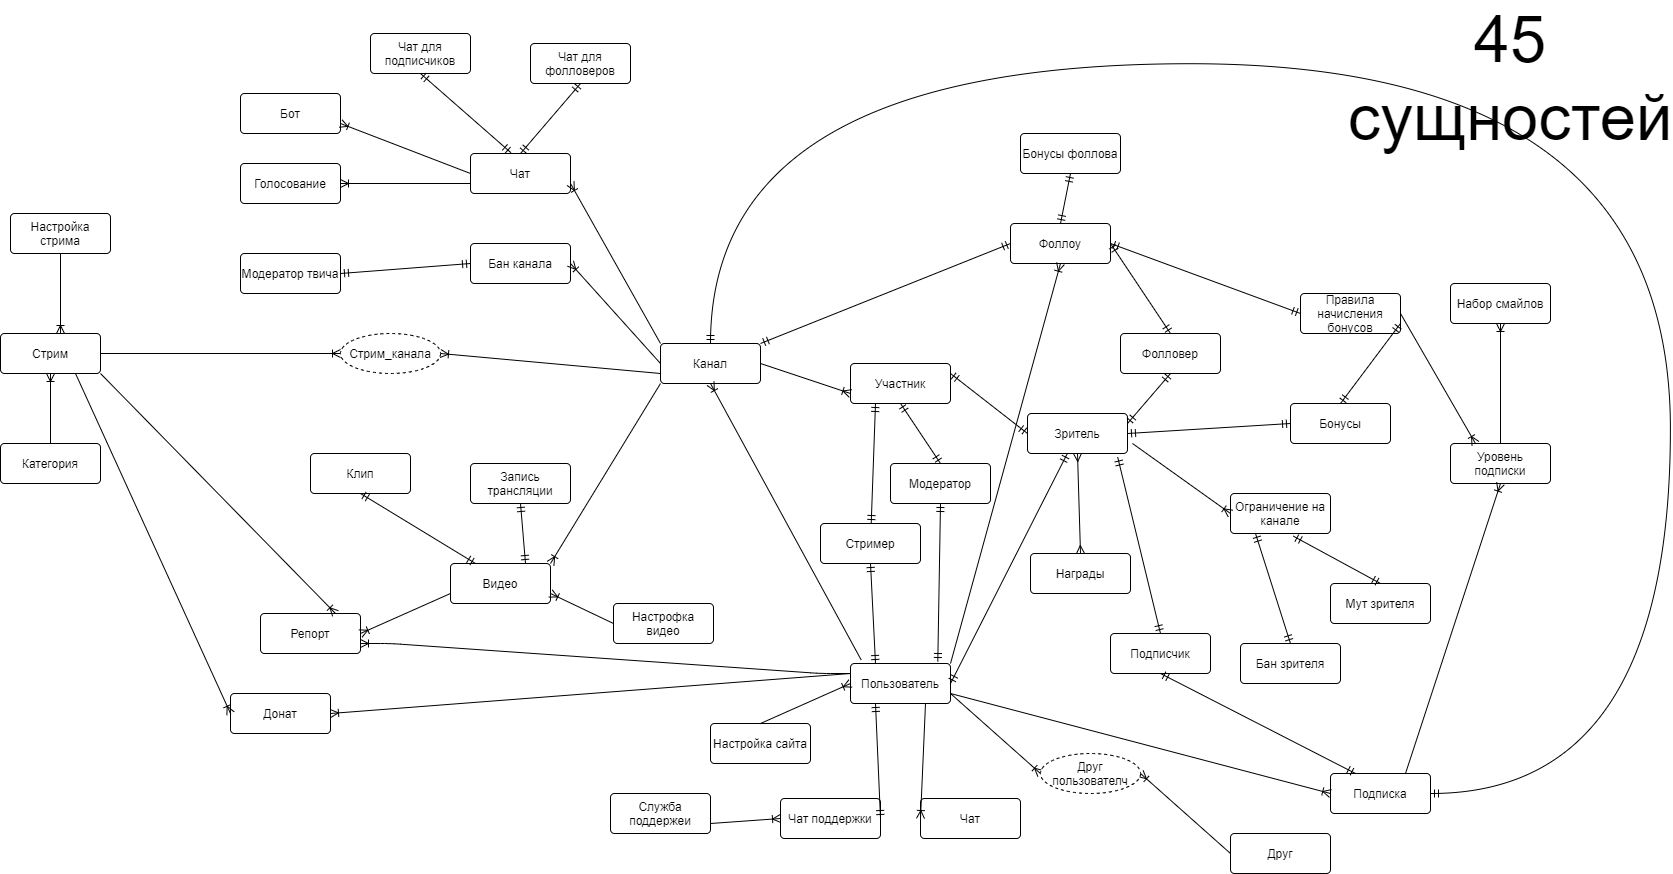 45
сущностей
Чат для
подписчиков
Чат для
фолловеров
Бот
Голосование
Чат
Бонусы фоллова
Настройка
стрима
Модератор твича
Бан канала
Фоллоу
Правила
начисления
бонусов
Набор смайлов
Стрим
Стрим_канала
Канал
Участник
Фолловер
Зритель
Бонусы
Категория
Клип
Запись
трансляции
Модератор
Уровень
подписки
Стример
Ограничение на
канале
Видео
Награды
Мут зрителя
Репорт
Настрофка
видео
Подписчик
Бан зрителя
Пользователь
Донат
Настройка сайта
Друг
пользователч
Подписка
Служба
поддержеи
Чат поддержки
Чат
Друг